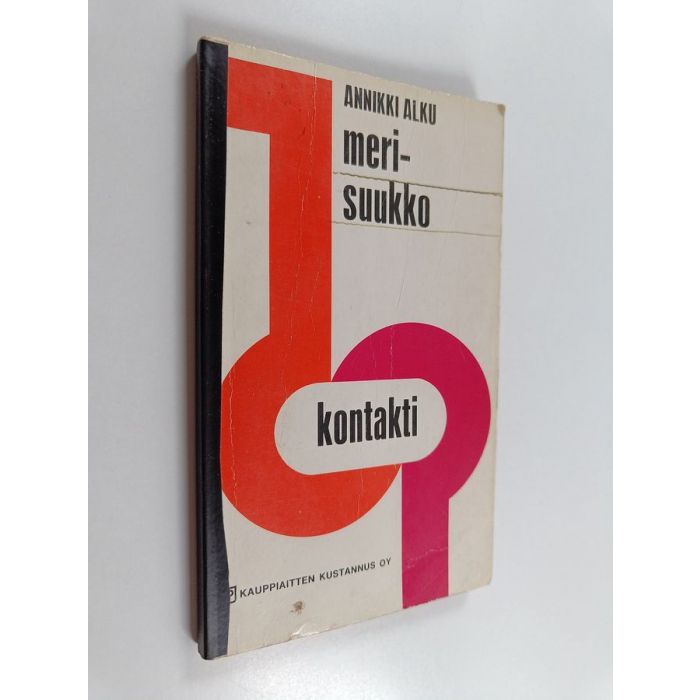 ANNIKKI ALKU
meri-
suukko
kontakti
KAUPPIAITTEN KUSTANNUS OY